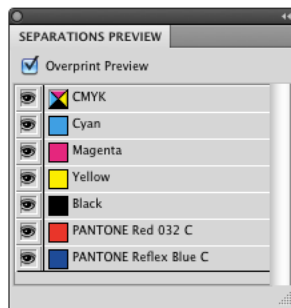 SEPARATIONS PREVIEW
Overprint Preview
CMYK
Cyan
Magenta
Yellow
Black
PANTONE Red 032 C
PANTONE Reflex Blue C